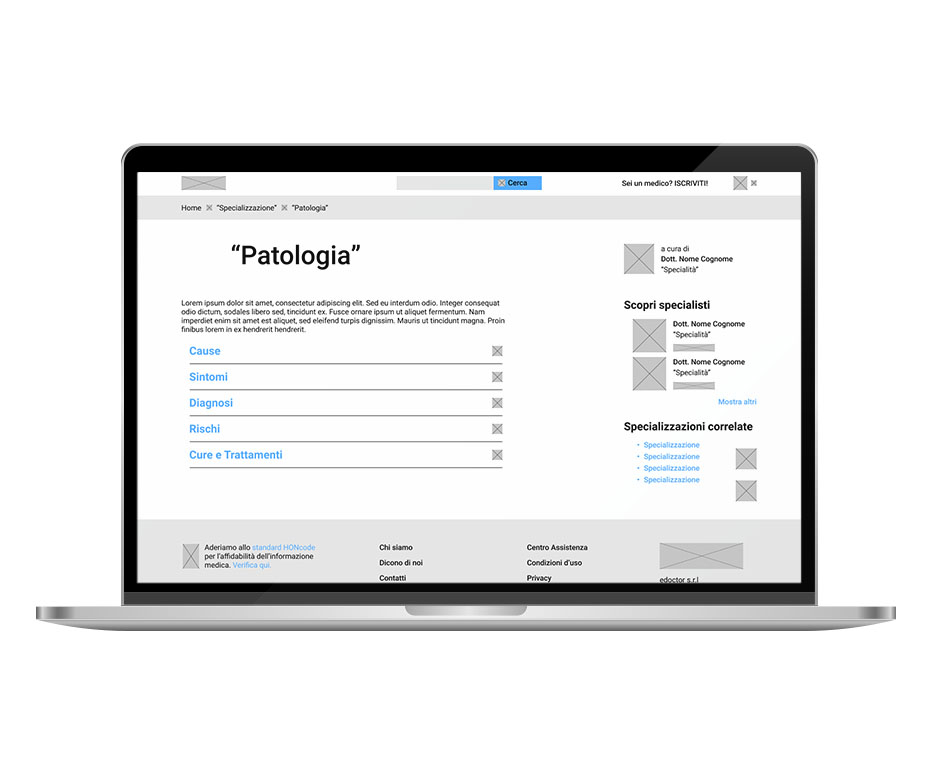 Cerca
Sei un medico? ISCRIVITI!
Home "Specializzazione" "Patologia"
“Patologia”
Lorem ipsum dolor sit amet, consectetur adipiscing elit. Sed eu interdum odio. Integer consequat
odio dictum, sodales libero sed, tincidunt ex. Fusce ornare ipsum ut aliquet fermentum. Nam
imperdiet enim sit amet est aliquet, sed eleifend turpis dignissim. Mauris ut tincidunt magna. Proin
finibus lorem in ex hendrerit hendrerit.
Cause
Sintomi
Diagnosi
Rischi
Cure e Trattamenti
a cura di
Dott. Nome Cognome
"Specialità"
Scopri specialisti
Dott. Nome Cognome
"Specialità"
Dott. Nome Cognome
"Specialità"
Mostra altri
Specializzazioni correlate
• Specializzazione
• Specializzazione
• Specializzazione
• Specializzazione
Aderiamo allo standard HONcode
per l'affidabilità dell'informazione
medica. Verifica qui.
Chi siamo
Dicono di noi
Contatti
Centro Assistenza
Condizioni d'uso
Privacy
edoctor s.r.l